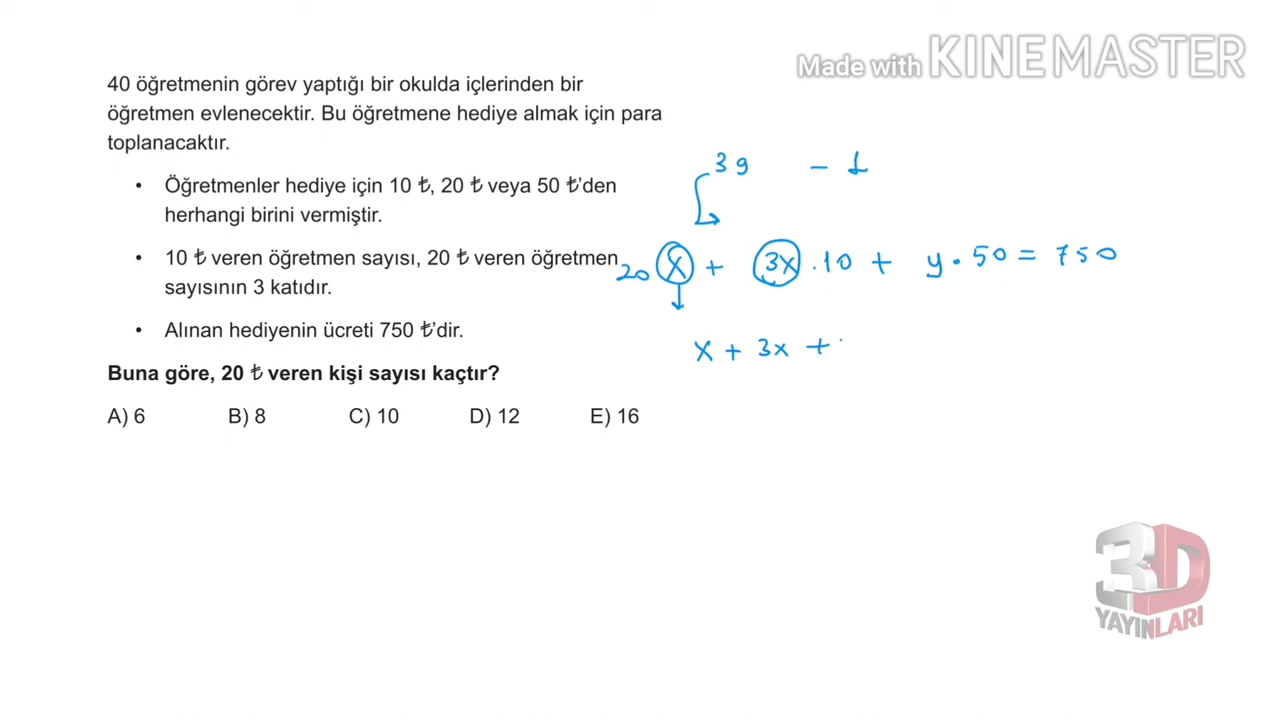 Made with KINEMASTER
40 öğretmenin görev yaptığı bir okulda içlerinden bir
öğretmen evlenecektir. Bu öğretmene hediye almak için para
toplanacaktır.
• Öğretmenler hediye için 10 ₺, 20 ₺ veya 50 ₺’den
herhangi birini vermiştir.
• 10 ₺ veren öğretmen sayısı, 20 ₺ veren öğretmen
sayısının 3 katıdır.
• Alınan hediyenin ücreti 750 ₺’dir.
Buna göre, 20 ₺ veren kişi sayısı kaçtır?
A) 6 B) 8 C) 10 D) 12 E) 16
39 - 1
20 x + 3x . 10 + y . 50 = 750
x + 3x +
3D
YAYINLARI